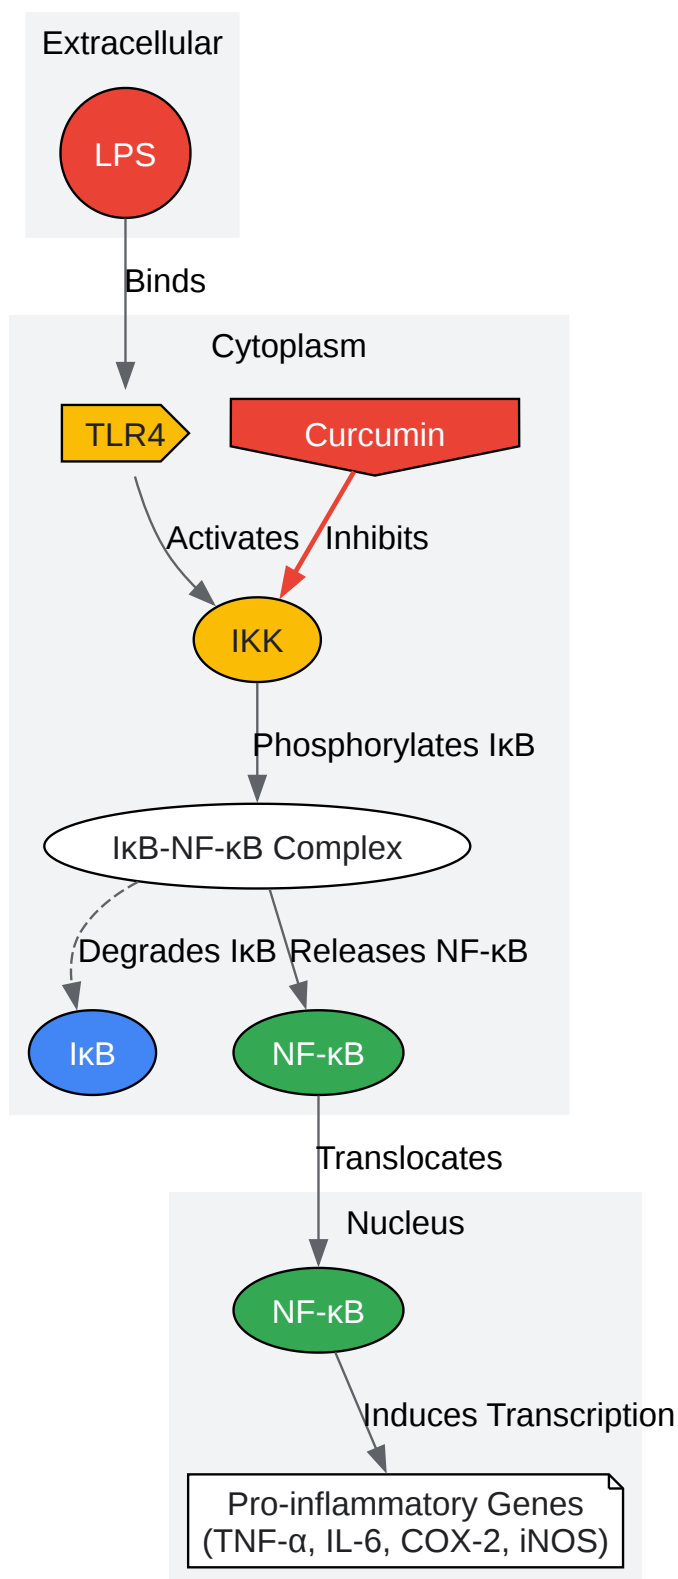 Extracellular
LPS
Binds
Cytoplasm
TLR4
Curcumin
Activates
Inhibits
IKK
Phosphorylates IκB
IκB-NF-κB Complex
Degrades IκB
Releases NF-κB
IκB
NF-κB
Translocates
Nucleus
NF-κB
Induces Transcription
Pro-inflammatory Genes
(TNF-α, IL-6, COX-2, iNOS)